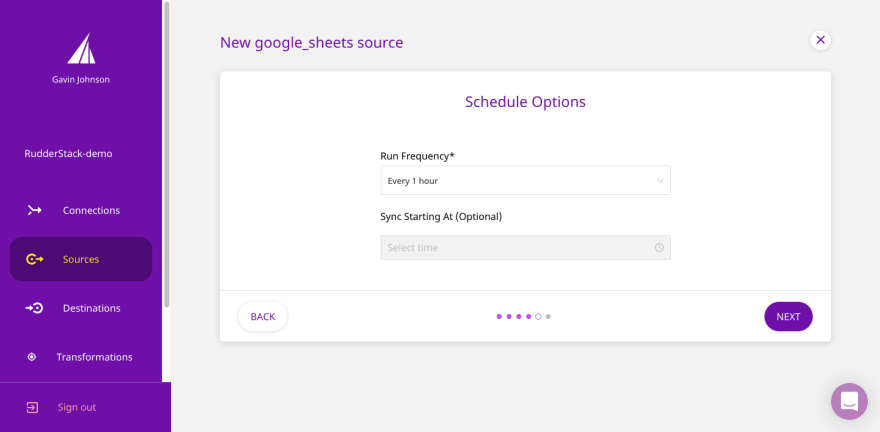 Gavin Johnson
RudderStack-demo
Connections
Sources
Destinations
Transformations
Sign out
New google_sheets source
Schedule Options
Run Frequency*
Every 1 hour
Sync Starting At (Optional)
Select time
BACK
NEXT